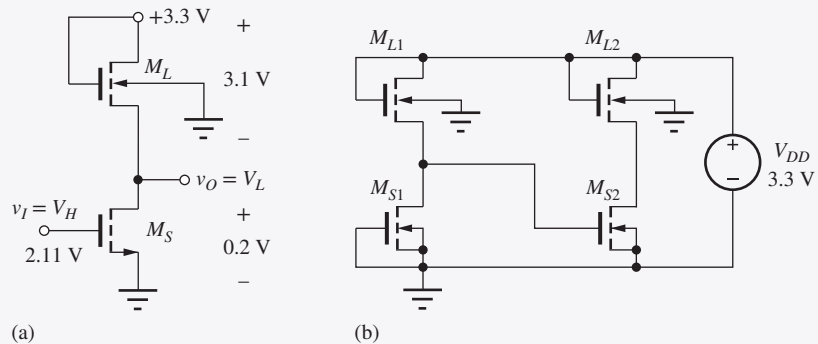 +3.3 V
+
M_L
3.1 V
−
v_O = V_L
v_I = V_H
2.11 V
M_S
+
0.2 V
−
(a)
M_L1
M_L2
M_S1
M_S2
+
−
V_DD
3.3 V
(b)